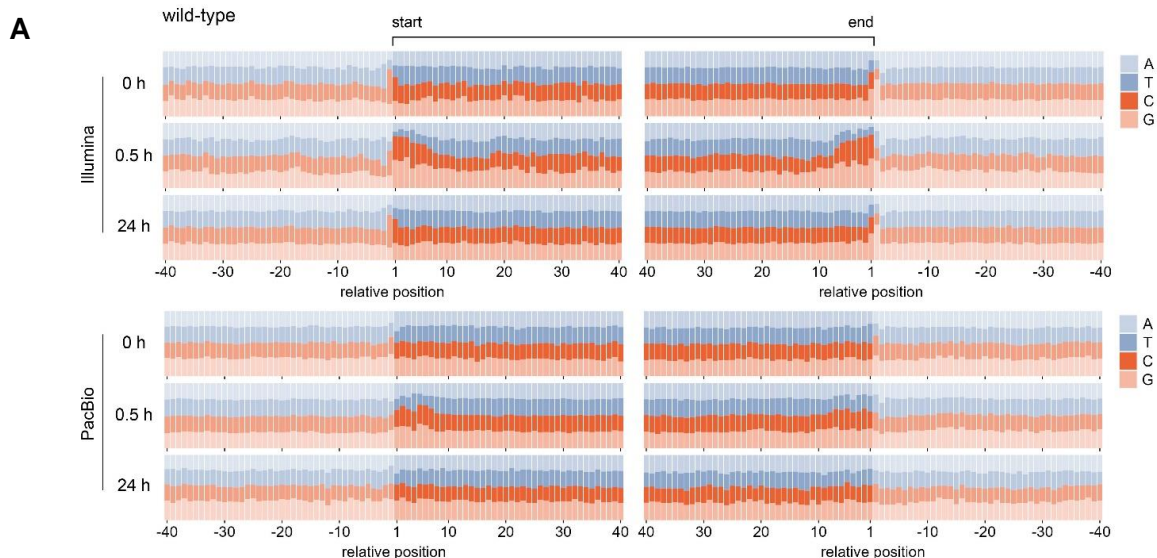 A
wild-type
start end
Illumina
0 h
0.5 h
24 h
A
T
C
G
-40 -30 -20 -10 1 10 20 30 40 40 30 20 10 1 -10 -20 -30 -40
relative position relative position
PacBio
0 h
0.5 h
24 h
A
T
C
G
-40 -30 -20 -10 1 10 20 30 40 40 30 20 10 1 -10 -20 -30 -40
relative position relative position